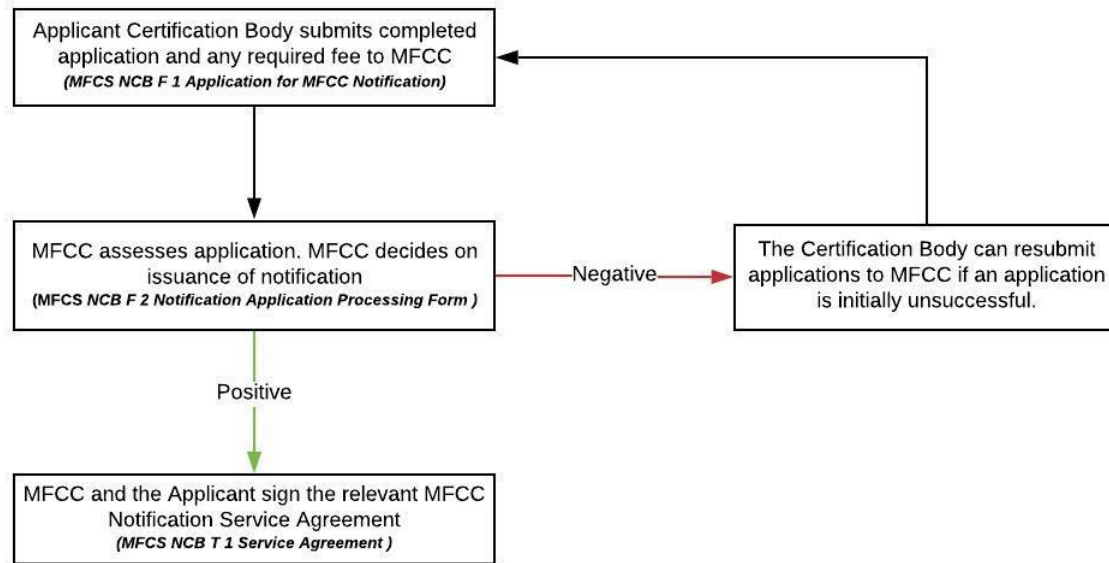 Applicant Certification Body submits completed
application and any required fee to MFCC
(MFCS NCB F 1 Application for MFCC Notification)
MFCC assesses application. MFCC decides on
issuance of notification
(MFCS NCB F 2 Notification Application Processing Form )
Negative
The Certification Body can resubmit
applications to MFCC if an application
is initially unsuccessful.
Positive
MFCC and the Applicant sign the relevant MFCC
Notification Service Agreement
(MFCS NCB T 1 Service Agreement )